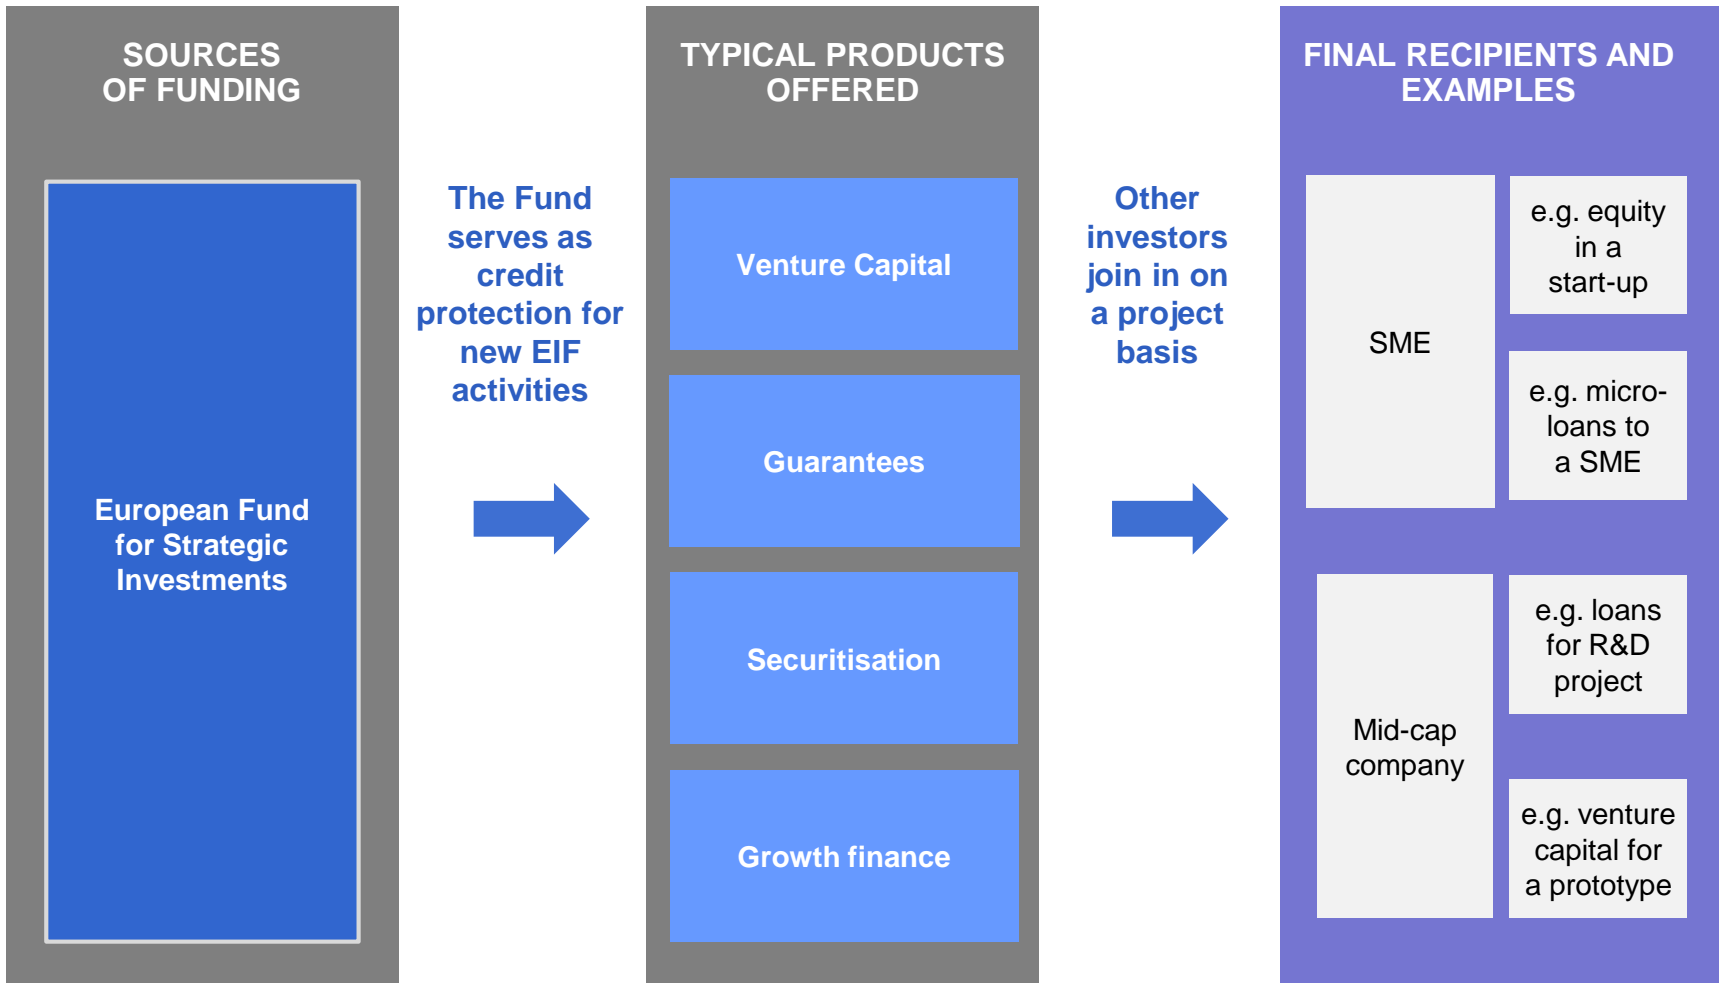 SOURCES
OF FUNDING
European Fund
for Strategic
Investments
The Fund
serves as
credit
protection for
new EIF
activities
TYPICAL PRODUCTS
OFFERED
Venture Capital
Guarantees
Securitisation
Growth finance
Other
investors
join in on
a project
basis
FINAL RECIPIENTS AND
EXAMPLES
SME
e.g. equity
in a
start-up
e.g. micro-
loans to
a SME
Mid-cap
company
e.g. loans
for R&D
project
e.g. venture
capital for
a prototype